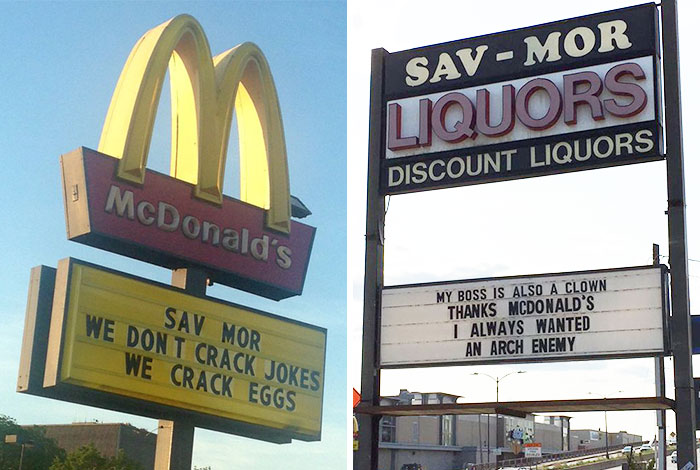 McDonald's
SAV MOR
WE DON T CRACK JOKES
WE CRACK EGGS
SAV-MOR
LIQUORS
DISCOUNT LIQUORS
MY BOSS IS ALSO A CLOWN
THANKS MCDONALD'S
I ALWAYS WANTED
AN ARCH ENEMY